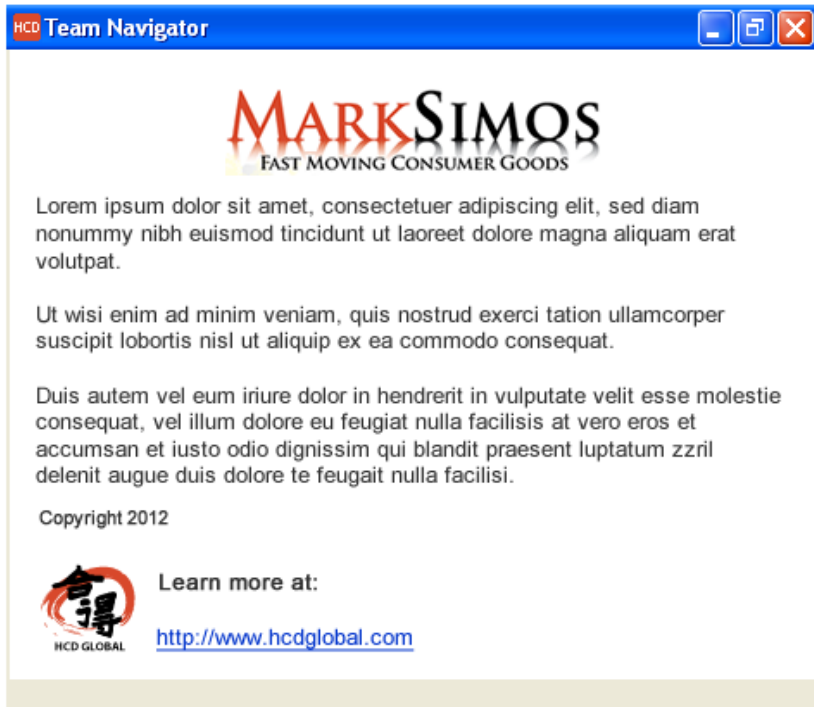 HCD Team Navigator
MARKSIMOS
FAST MOVING CONSUMER GOODS
Lorem ipsum dolor sit amet, consectetuer adipiscing elit, sed diam
nonummy nibh euismod tincidunt ut laoreet dolore magna aliquam erat
volutpat.
Ut wisi enim ad minim veniam, quis nostrud exerci tation ullamcorper
suscipit lobortis nisl ut aliquip ex ea commodo consequat.
Duis autem vel eum iriure dolor in hendrerit in vulputate velit esse molestie
consequat, vel illum dolore eu feugiat nulla facilisis at vero eros et
accumsan et iusto odio dignissim qui blandit praesent luptatum zzril
delenit augue duis dolore te feugait nulla facilisi.
Copyright 2012
舍得
HCD GLOBAL
Learn more at:
http://www.hcdglobal.com